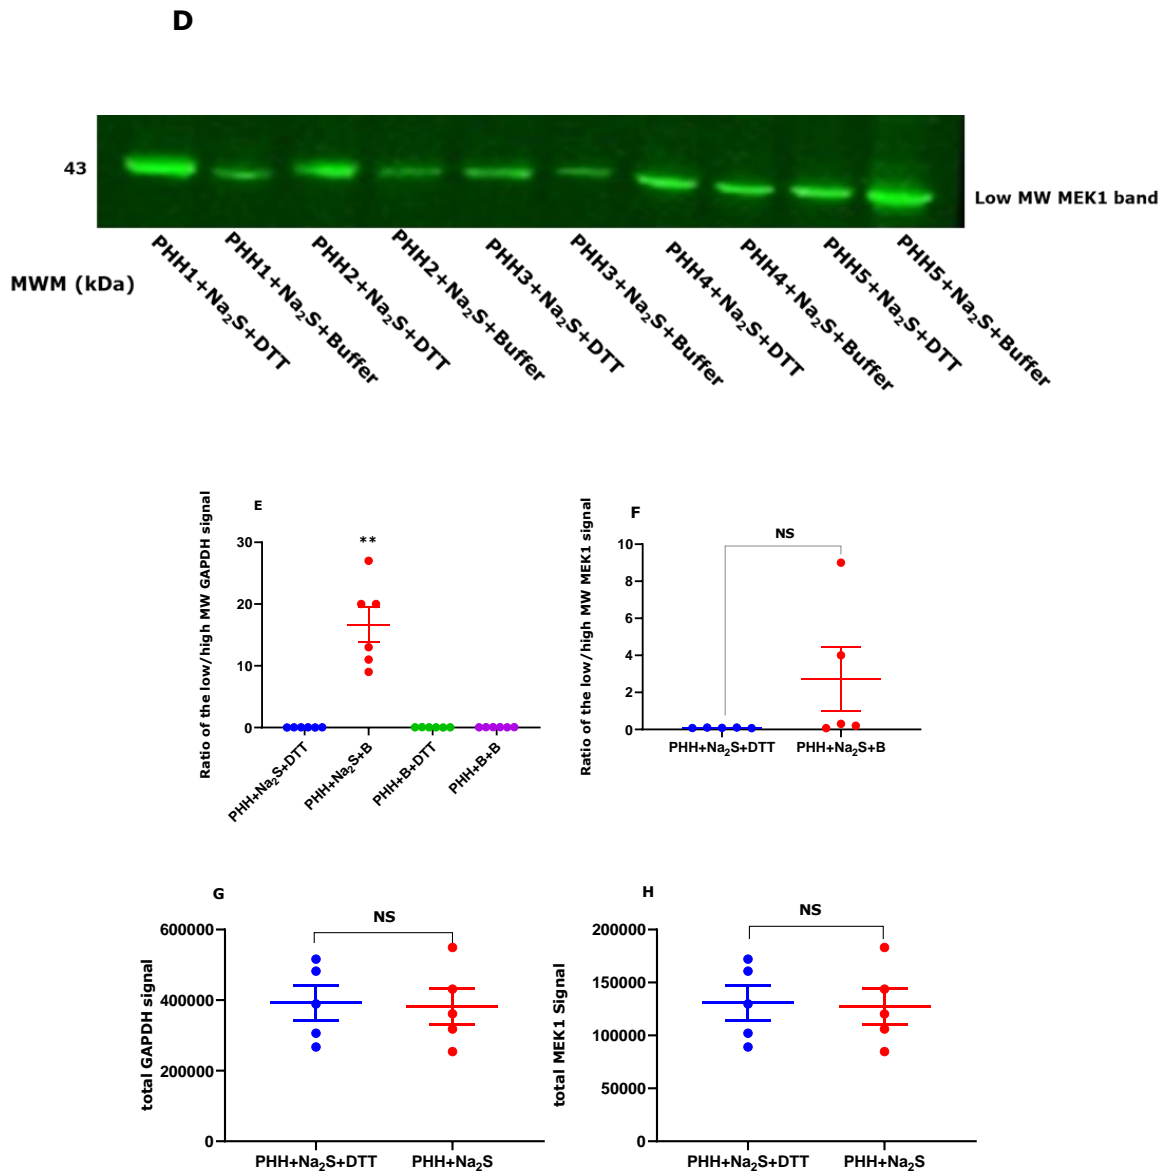 D
43
Low MW MEK1 band
MWM (kDa)
PHH1+Na₂S+DTT
PHH1+Na₂S+Buffer
PHH2+Na₂S+DTT
PHH2+Na₂S+Buffer
PHH3+Na₂S+DTT
PHH3+Na₂S+Buffer
PHH4+Na₂S+DTT
PHH4+Na₂S+Buffer
PHH5+Na₂S+DTT
PHH5+Na₂S+Buffer
E
Ratio of the low/high MW GAPDH signal
30
20
10
0
**
PHH+Na₂S+DTT
PHH+Na₂S+B
PHH+B+DTT
PHH+B+B
F
Ratio of the low/high MW MEK1 signal
10
8
6
4
2
0
NS
PHH+Na₂S+DTT
PHH+Na₂S+B
G
total GAPDH signal
600000
400000
200000
0
NS
PHH+Na₂S+DTT
PHH+Na₂S
H
total MEK1 Signal
200000
150000
100000
50000
0
NS
PHH+Na₂S+DTT
PHH+Na₂S